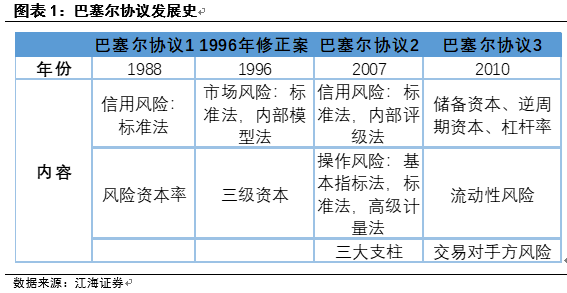 图表 1：巴塞尔协议发展史
巴塞尔协议1 1996年修正案 巴塞尔协议2 巴塞尔协议3
年份 1988 1996 2007 2010
内容
信用风险：
标准法
市场风险：标
准法，内部模
型法
信用风险：标
准法，内部评
级法
储备资本、逆周
期资本、杠杆率
风险资本率
三级资本
操作风险：基
本指标法，标
准法，高级计
量法
流动性风险
三大支柱
交易对手方风险
数据来源：江海证券